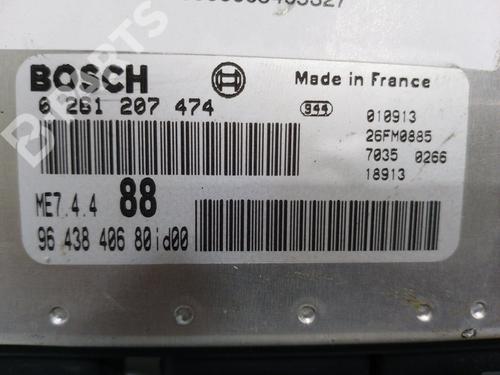 BOSCH
Made in France
0 261 207 474
944
010913
26FM0885
7035 0266
18913
ME7.4.4 88
96 438 406 80id00
B-PARTS